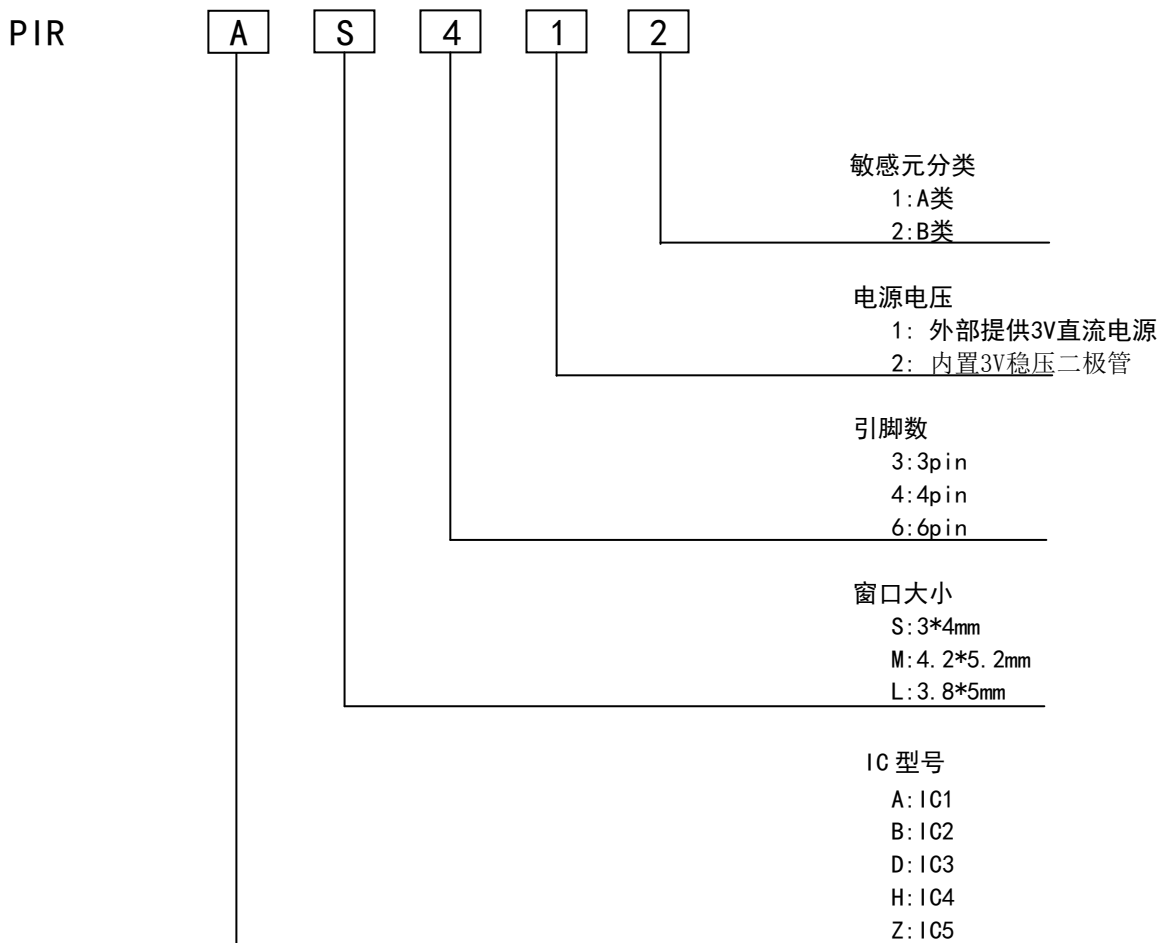 PIR A S 4 1 2
敏感元分类
1:A类
2:B类
电源电压
1: 外部提供3V直流电源
2: 内置3V稳压二极管
引脚数
3:3pin
4:4pin
6:6pin
窗口大小
S:3*4mm
M:4.2*5.2mm
L:3.8*5mm
IC型号
A:IC1
B:IC2
D:IC3
H:IC4
Z:IC5